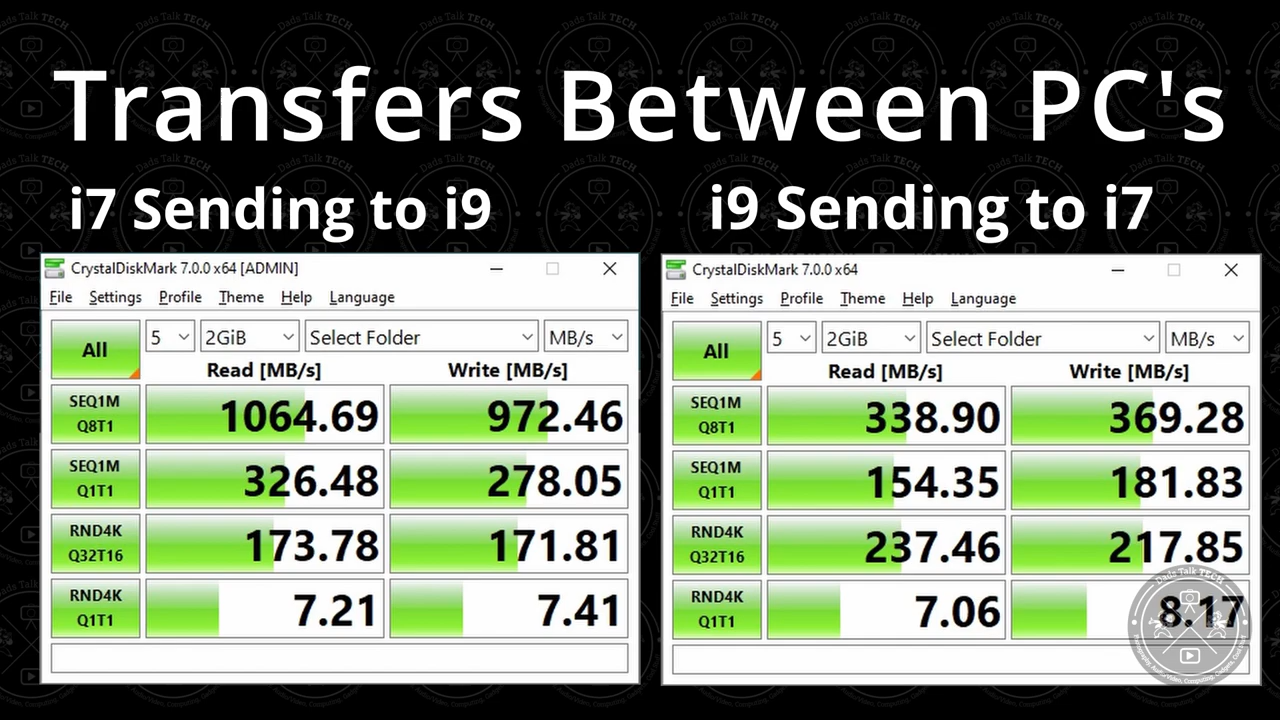 Transfers Between PC's
i7 Sending to i9
CrystalDiskMark 7.0.0 x64 [ADMIN]
File Settings Profile Theme Help Language
All 5 2GiB Select Folder MB/s
Read [MB/s] Write [MB/s]
SEQ1M
Q8T1 1064.69 972.46
SEQ1M
Q1T1 326.48 278.05
RND4K
Q32T16 173.78 171.81
RND4K
Q1T1 7.21 7.41
i9 Sending to i7
CrystalDiskMark 7.0.0 x64
File Settings Profile Theme Help Language
All 5 2GiB Select Folder MB/s
Read [MB/s] Write [MB/s]
SEQ1M
Q8T1 338.90 369.28
SEQ1M
Q1T1 154.35 181.83
RND4K
Q32T16 237.46 217.85
RND4K
Q1T1 7.06 8.17
Dads Talk TECH